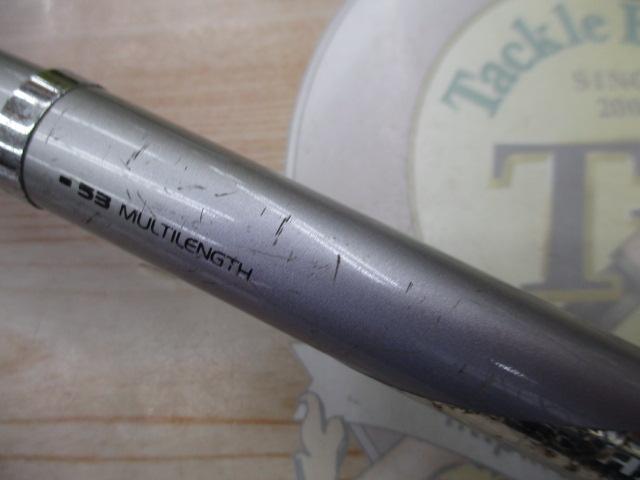 -53 MULTILENGTH
Tackle
SINC
200
T